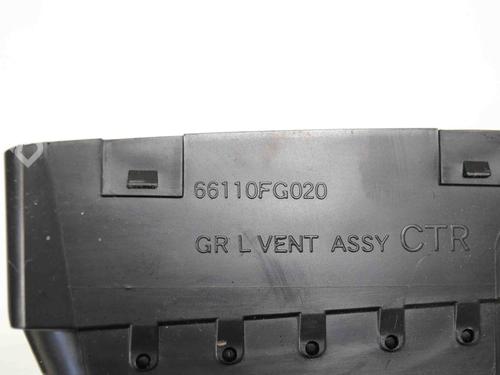 66110FG020
GR L VENT ASSY CTR